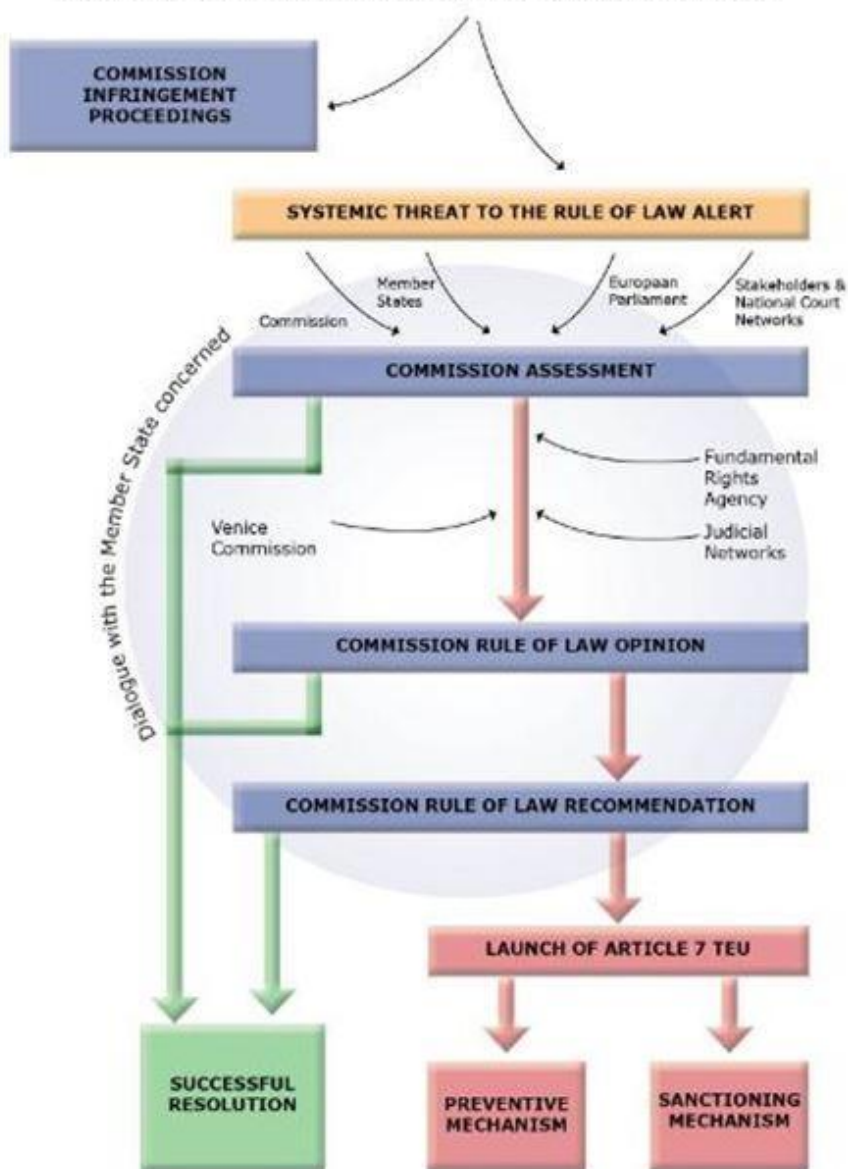 COMMISSION
INFRINGEMENT
PROCEEDINGS
SYSTEMIC THREAT TO THE RULE OF LAW ALERT
Commission
Member
States
Europaan
Parliament
Stakeholders &
National Court
Networks
COMMISSION ASSESSMENT
Dialogue with the Member State concerned
Fundamental
Rights
Agency
Venice
Commission
Judicial
Networks
COMMISSION RULE OF LAW OPINION
COMMISSION RULE OF LAW RECOMMENDATION
LAUNCH OF ARTICLE 7 TEU
SUCCESSFUL
RESOLUTION
PREVENTIVE
MECHANISM
SANCTIONING
MECHANISM